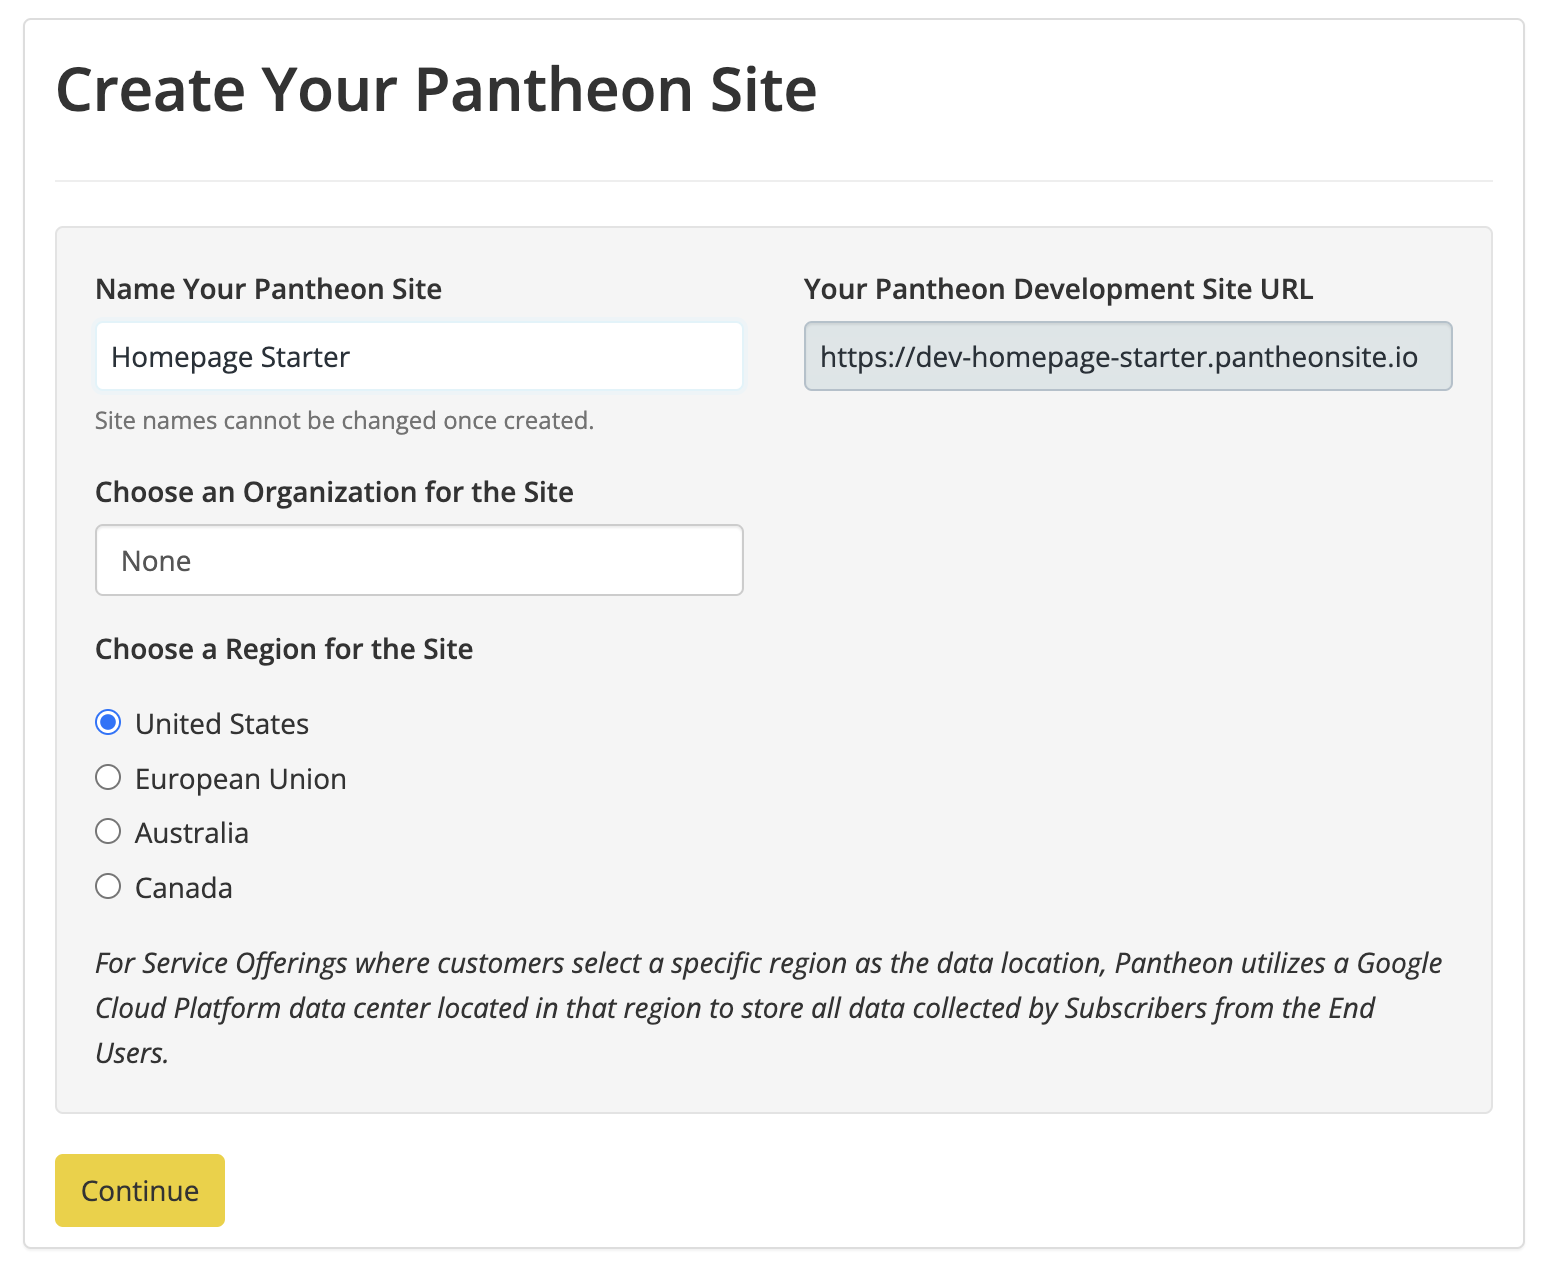 Create Your Pantheon Site
Name Your Pantheon Site
Homepage Starter
Site names cannot be changed once created.
Your Pantheon Development Site URL
https://dev-homepage-starter.pantheonsite.io
Choose an Organization for the Site
None
Choose a Region for the Site
United States
European Union
Australia
Canada
For Service Offerings where customers select a specific region as the data location, Pantheon utilizes a Google
Cloud Platform data center located in that region to store all data collected by Subscribers from the End
Users.
Continue